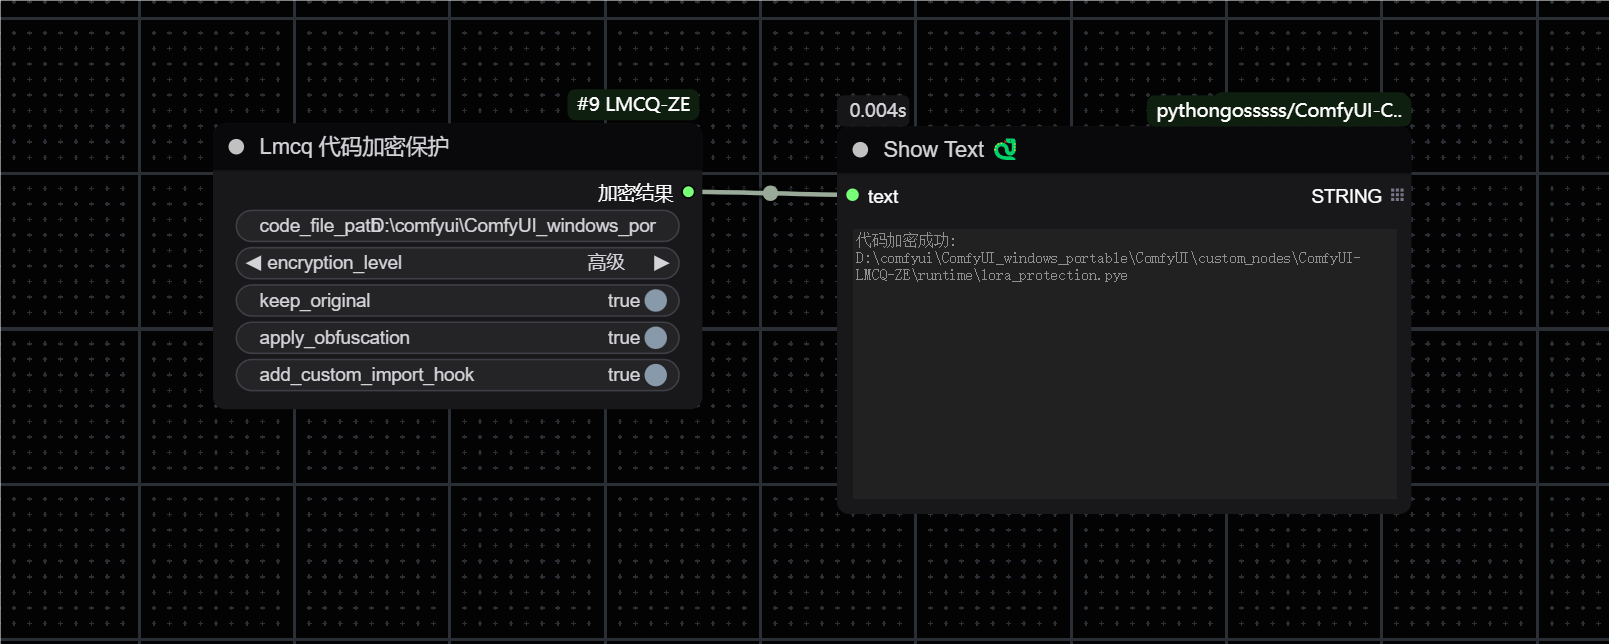 #9 LMCQ-ZE
Lmcq 代码加密保护
加密结果
code_file_path D:\comfyui\ComfyUI_windows_por
encryption_level 高级
keep_original true
apply_obfuscation true
add_custom_import_hook true
0.004s
pythongosssss/ComfyUI-C..
Show Text
text STRING
代码加密成功:
D:\comfyui\ComfyUI_windows_portable\ComfyUI\custom_nodes\ComfyUI-
LMCQ-ZE\runtime\lora_protection.pye